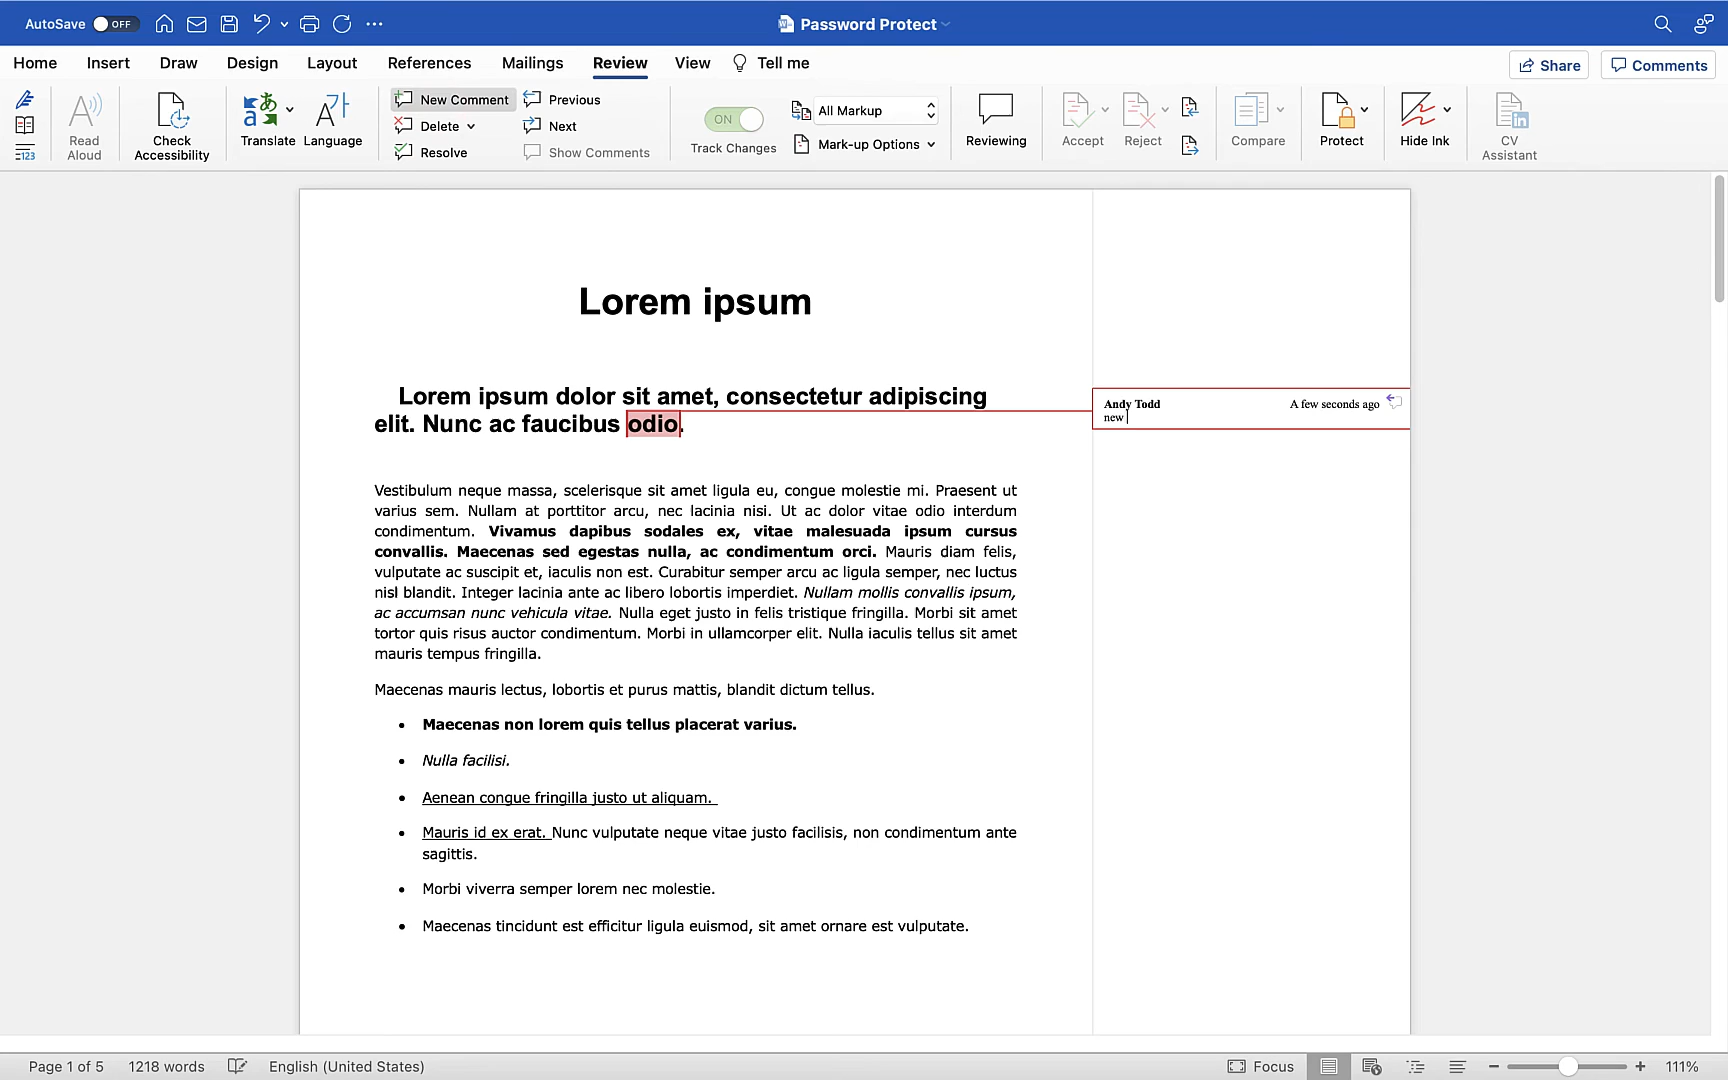 AutoSave OFF Password Protect
Home Insert Draw Design Layout References Mailings Review View Tell me Share Comments
New Comment Previous
Delete Next
Resolve Show Comments
Read Aloud
Check Accessibility
Translate Language
ON
Track Changes
All Markup
Mark-up Options
Reviewing
Accept Reject
Compare
Protect
Hide Ink
CV Assistant
123
Lorem ipsum
Lorem ipsum dolor sit amet, consectetur adipiscing
elit. Nunc ac faucibus odio.
Andy Todd A few seconds ago
new
Vestibulum neque massa, scelerisque sit amet ligula eu, congue molestie mi. Praesent ut
varius sem. Nullam at porttitor arcu, nec lacinia nisi. Ut ac dolor vitae odio interdum
condimentum. Vivamus dapibus sodales ex, vitae malesuada ipsum cursus
convallis. Maecenas sed egestas nulla, ac condimentum orci. Mauris diam felis,
vulputate ac suscipit et, iaculis non est. Curabitur semper arcu ac ligula semper, nec luctus
nisl blandit. Integer lacinia ante ac libero lobortis imperdiet. Nullam mollis convallis ipsum,
ac accumsan nunc vehicula vitae. Nulla eget justo in felis tristique fringilla. Morbi sit amet
tortor quis risus auctor condimentum. Morbi in ullamcorper elit. Nulla iaculis tellus sit amet
mauris tempus fringilla.
Maecenas mauris lectus, lobortis et purus mattis, blandit dictum tellus.
• Maecenas non lorem quis tellus placerat varius.
• Nulla facilisi.
• Aenean congue fringilla justo ut aliquam.
• Mauris id ex erat. Nunc vulputate neque vitae justo facilisis, non condimentum ante
sagittis.
• Morbi viverra semper lorem nec molestie.
• Maecenas tincidunt est efficitur ligula euismod, sit amet ornare est vulputate.
Page 1 of 5 1218 words English (United States) Focus 111%